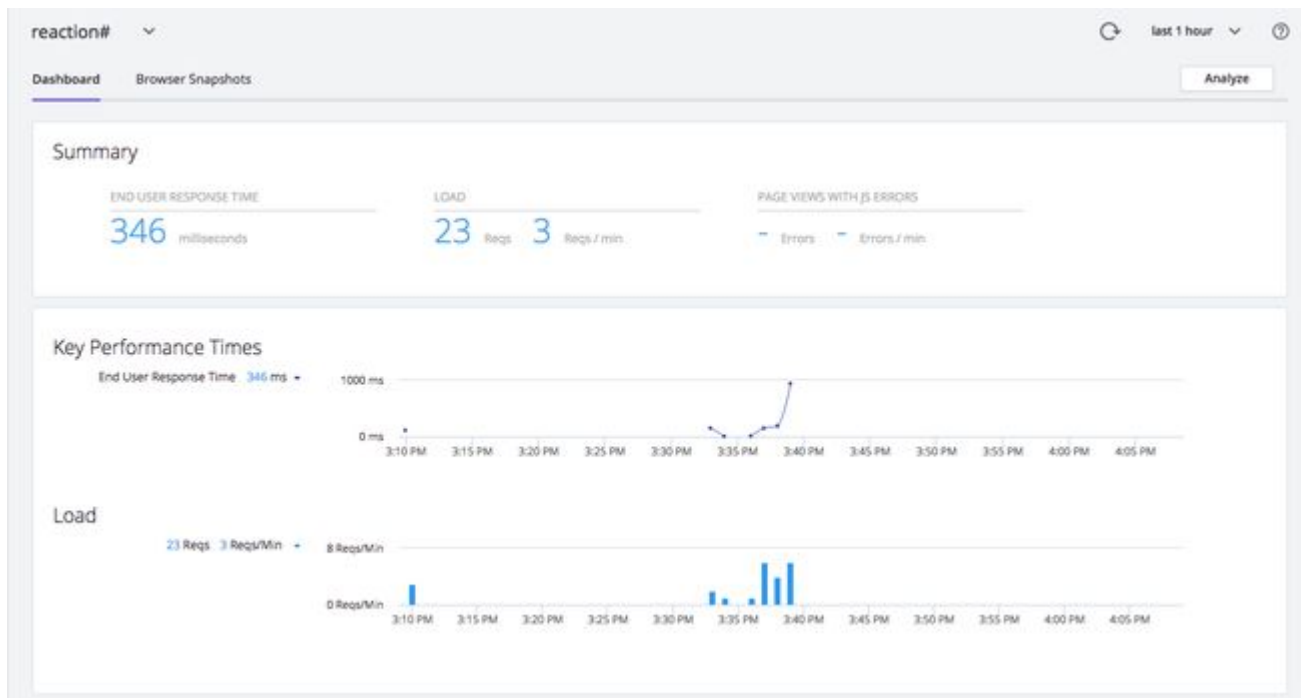 reaction#
last 1 hour
Dashboard Browser Snapshots Analyze
Summary
END USER RESPONSE TIME LOAD PAGE VIEWS WITH JS ERRORS
346 milliseconds 23 Reqs 3 Reqs / min - Errors - Errors / min
Key Performance Times
End User Response Time 346 ms
1000 ms
0 ms
3:10 PM 3:15 PM 3:20 PM 3:25 PM 3:30 PM 3:35 PM 3:40 PM 3:45 PM 3:50 PM 3:55 PM 4:00 PM 4:05 PM
Load
23 Reqs 3 Reqs/Min
8 Reqs/Min
0 Reqs/Min
3:10 PM 3:15 PM 3:20 PM 3:25 PM 3:30 PM 3:35 PM 3:40 PM 3:45 PM 3:50 PM 3:55 PM 4:00 PM 4:05 PM